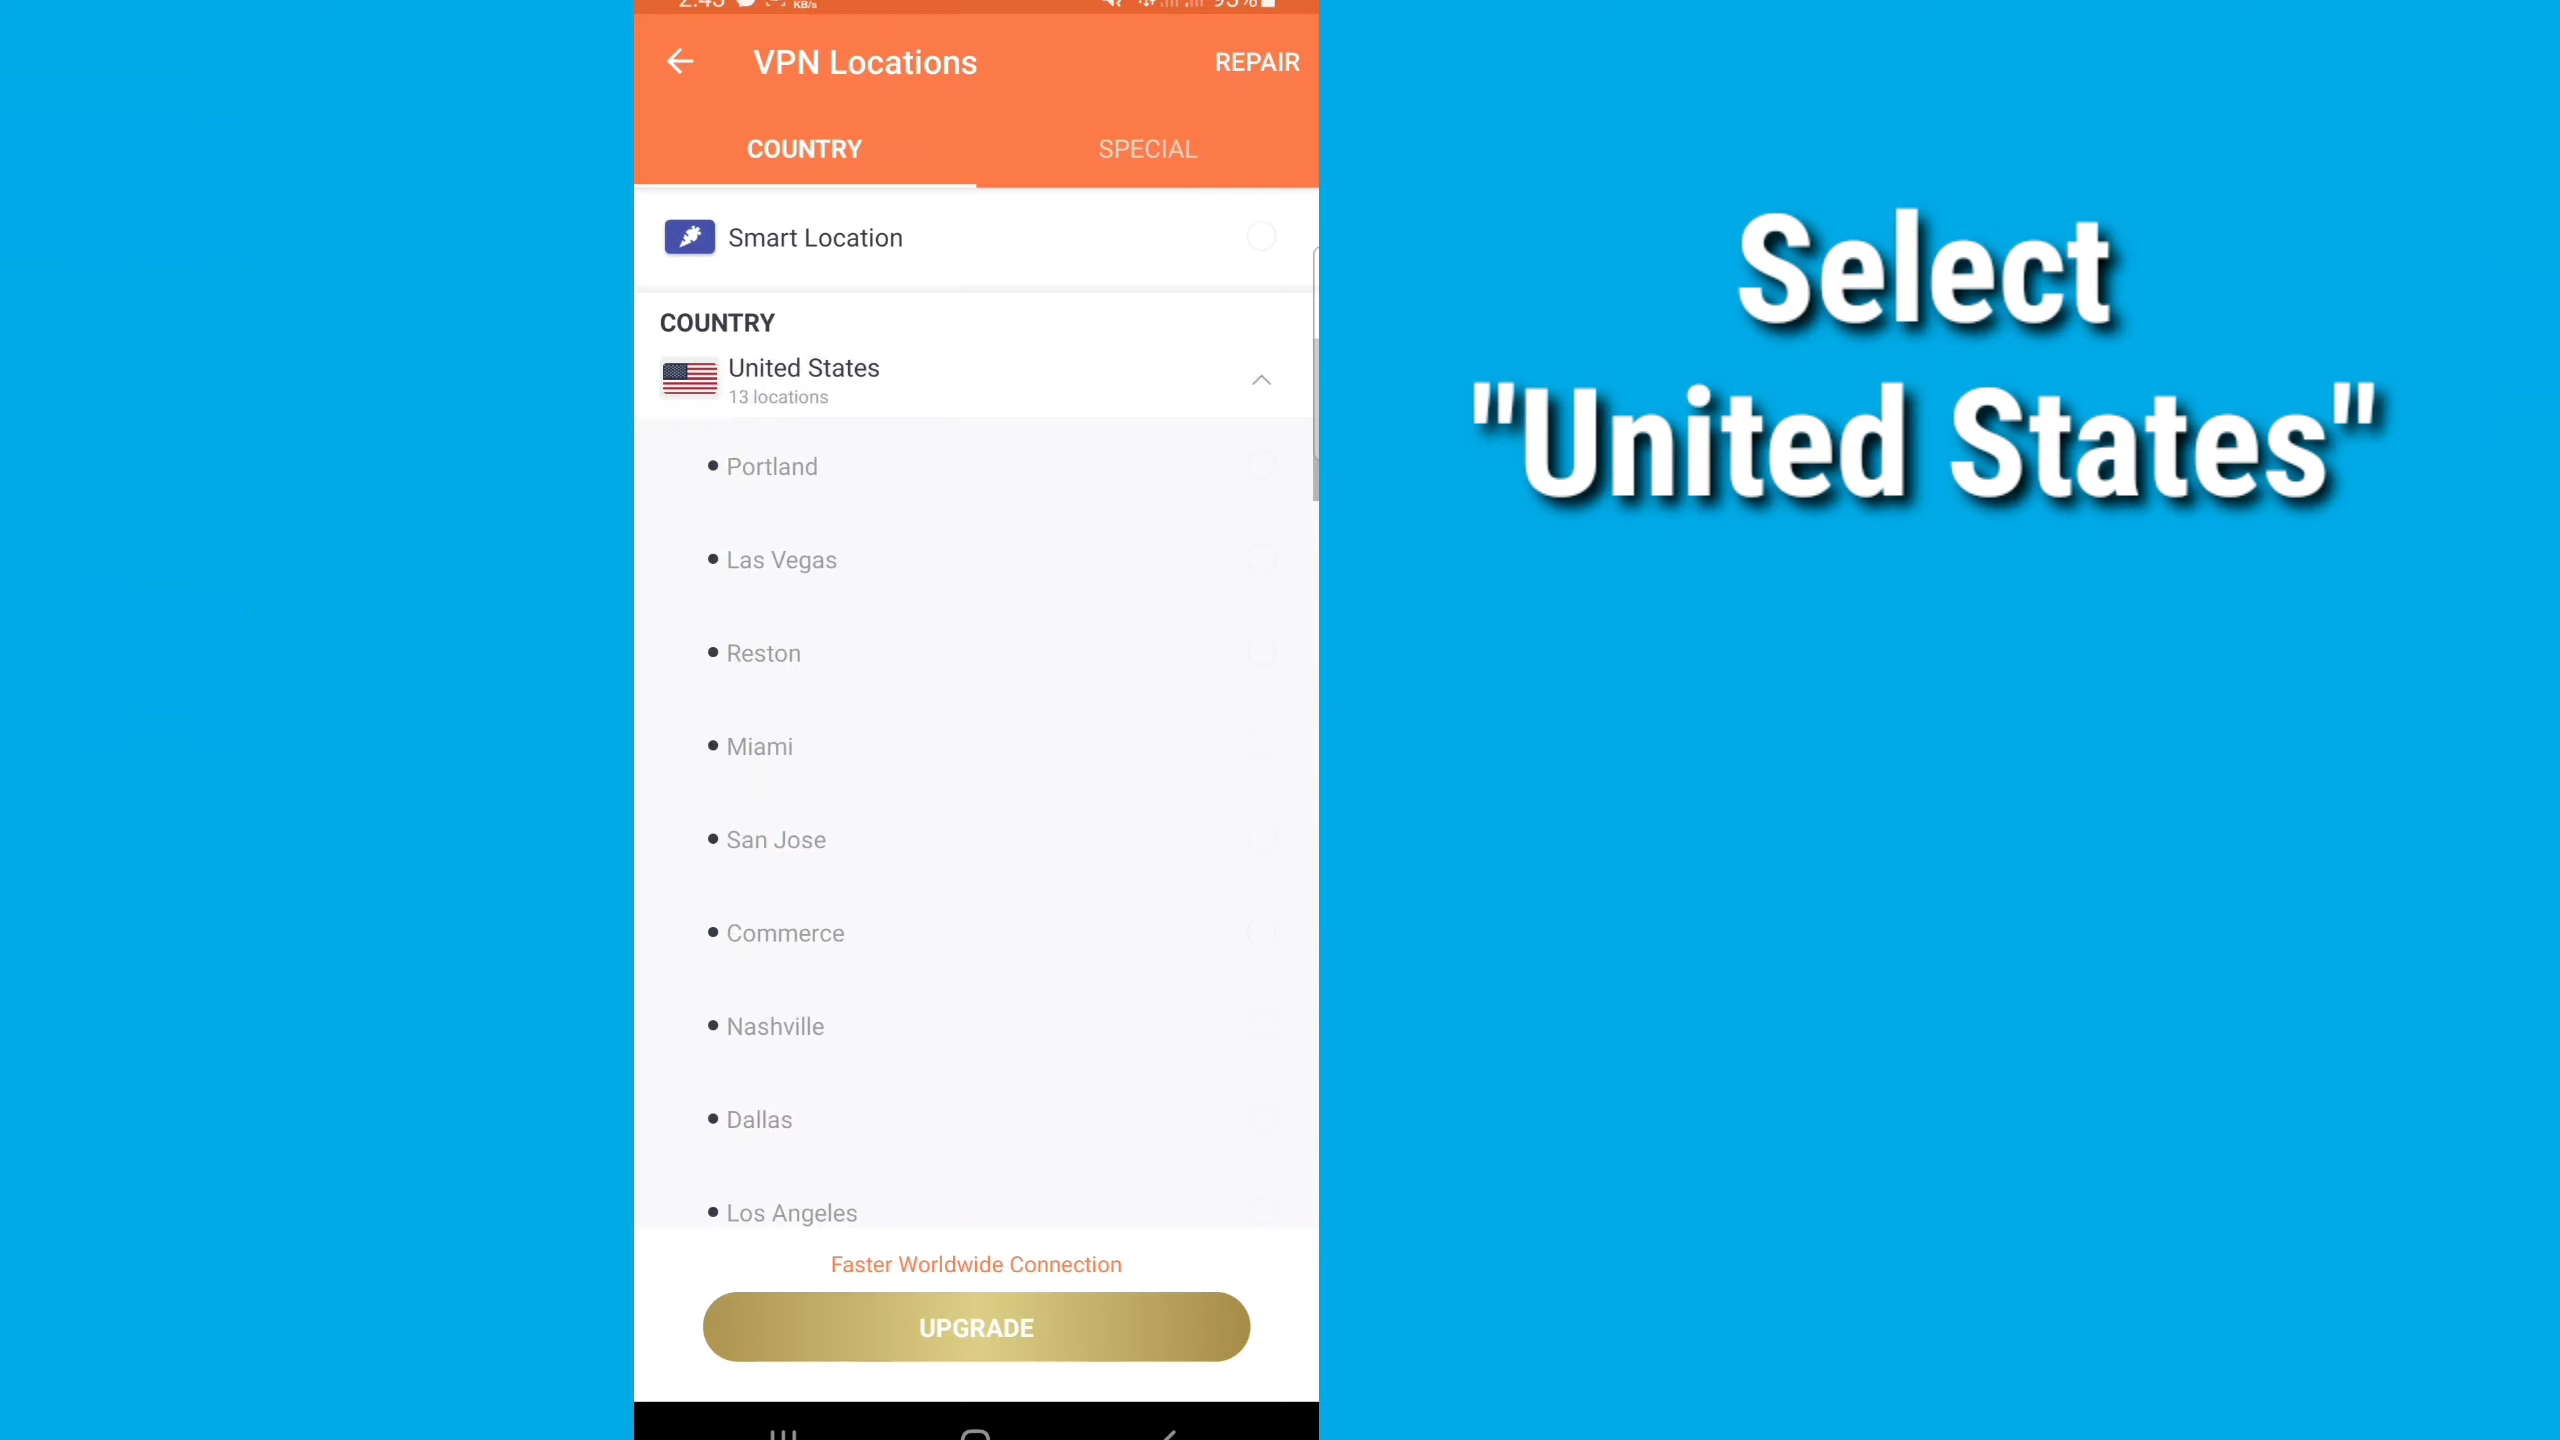 KB/s
VPN Locations
REPAIR
COUNTRY
SPECIAL
Smart Location
COUNTRY
United States
13 locations
• Portland
• Las Vegas
• Reston
• Miami
• San Jose
• Commerce
• Nashville
• Dallas
• Los Angeles
Faster Worldwide Connection
UPGRADE
Select
"United States"